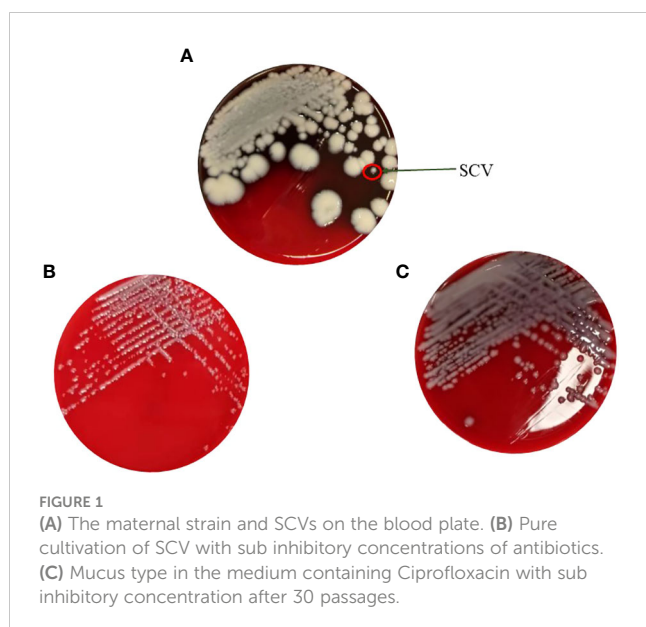 A
SCV
B
C
FIGURE 1
(A) The maternal strain and SCVs on the blood plate. (B) Pure
cultivation of SCV with sub inhibitory concentrations of antibiotics.
(C) Mucus type in the medium containing Ciprofloxacin with sub
inhibitory concentration after 30 passages.